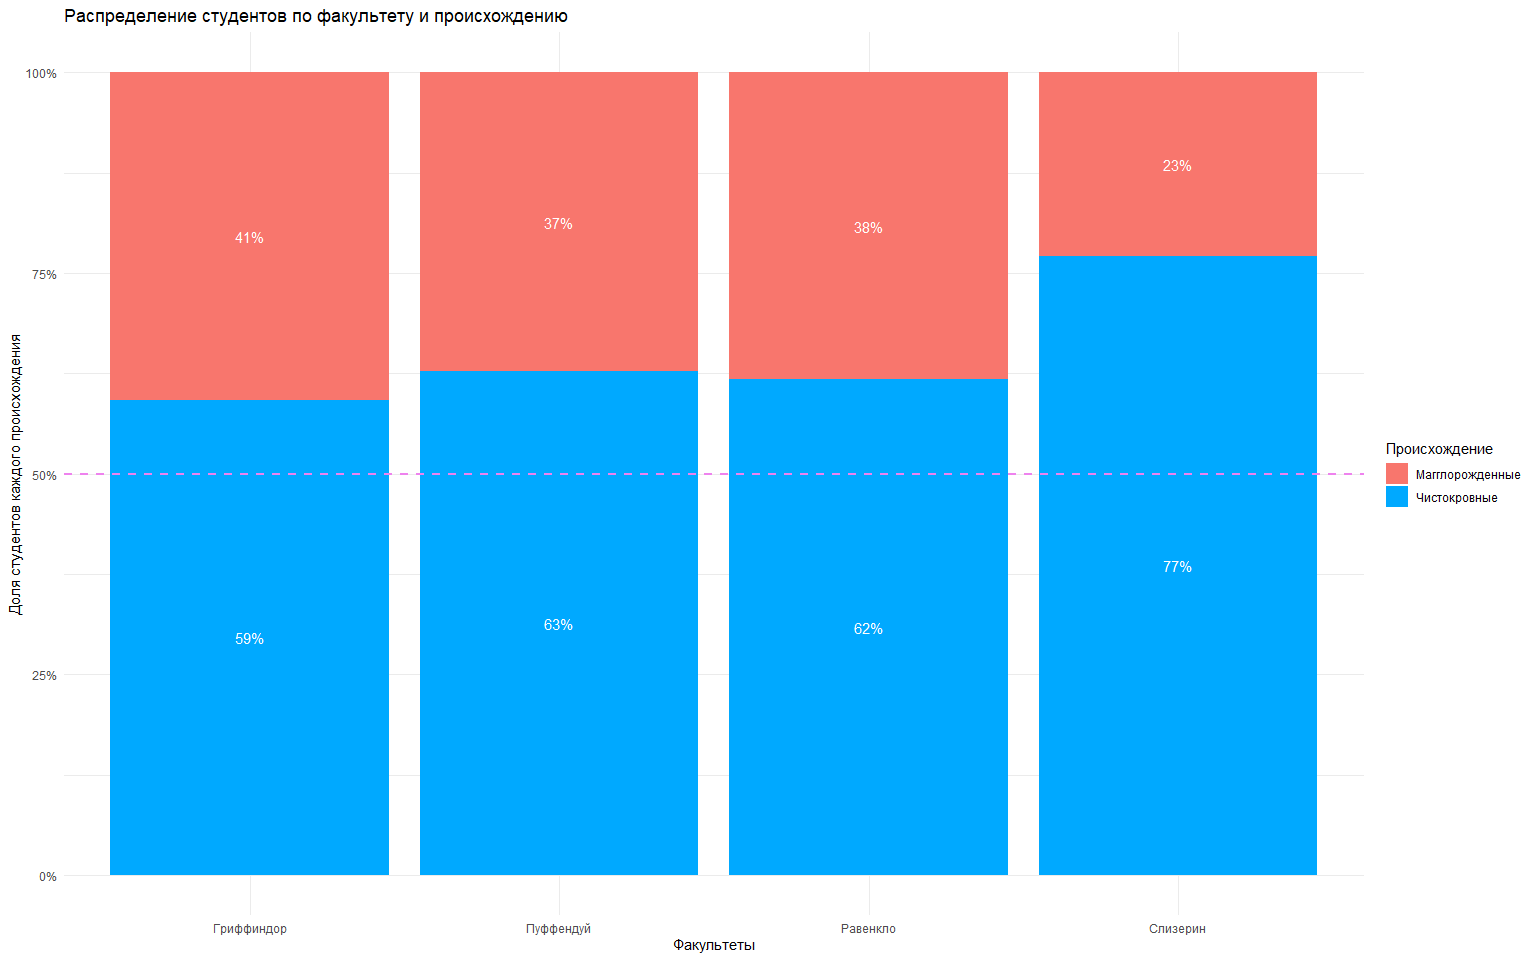 Распределение студентов по факультету и происхождению
Доля студентов каждого происхождения
100%
75%
50%
25%
0%
41%
37%
38%
23%
59%
63%
62%
77%
Гриффиндор
Пуффендуй
Равенкло
Слизерин
Факультеты
Происхождение
Магглорожденные
Чистокровные